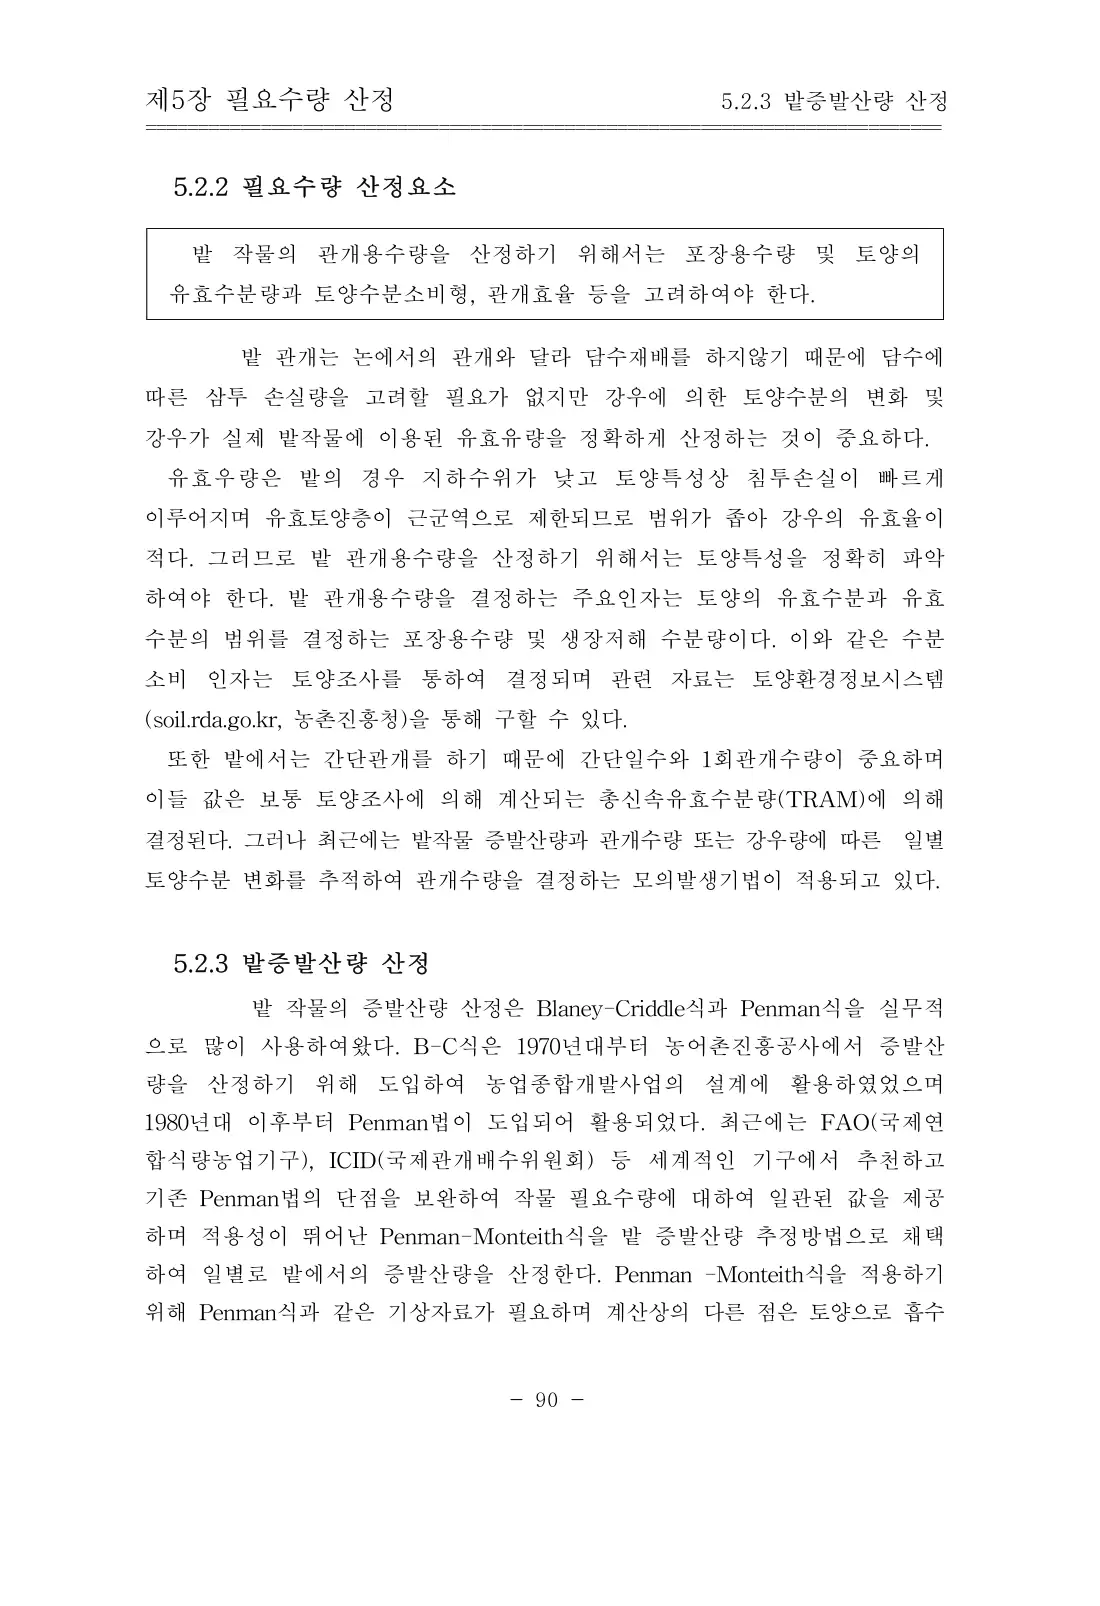 제5장 필요수량 산정 5.2.3 밭증발산량 산정
5.2.2 필요수량 산정요소
밭 작물의 관개용수량을 산정하기 위해서는 포장용수량 및 토양의
유효수분량과 토양수분소비형, 관개효율 등을 고려하여야 한다.
밭 관개는 논에서의 관개와 달라 담수재배를 하지않기 때문에 담수에
따른 삼투 손실량을 고려할 필요가 없지만 강우에 의한 토양수분의 변화 및
강우가 실제 밭작물에 이용된 유효유량을 정확하게 산정하는 것이 중요하다.
유효우량은 밭의 경우 지하수위가 낮고 토양특성상 침투손실이 빠르게
이루어지며 유효토양층이 근군역으로 제한되므로 범위가 좁아 강우의 유효율이
적다. 그러므로 밭 관개용수량을 산정하기 위해서는 토양특성을 정확히 파악
하여야 한다. 밭 관개용수량을 결정하는 주요인자는 토양의 유효수분과 유효
수분의 범위를 결정하는 포장용수량 및 생장저해 수분량이다. 이와 같은 수분
소비 인자는 토양조사를 통하여 결정되며 관련 자료는 토양환경정보시스템
(soil.rda.go.kr, 농촌진흥청)을 통해 구할 수 있다.
또한 밭에서는 간단관개를 하기 때문에 간단일수와 1회관개수량이 중요하며
이들 값은 보통 토양조사에 의해 계산되는 총신속유효수분량(TRAM)에 의해
결정된다. 그러나 최근에는 밭작물 증발산량과 관개수량 또는 강우량에 따른 일별
토양수분 변화를 추적하여 관개수량을 결정하는 모의발생기법이 적용되고 있다.
5.2.3 밭증발산량 산정
밭 작물의 증발산량 산정은 Blaney-Criddle식과 Penman식을 실무적
으로 많이 사용하여왔다. B-C식은 1970년대부터 농어촌진흥공사에서 증발산
량을 산정하기 위해 도입하여 농업종합개발사업의 설계에 활용하였었으며
1980년대 이후부터 Penman법이 도입되어 활용되었다. 최근에는 FAO(국제연
합식량농업기구), ICID(국제관개배수위원회) 등 세계적인 기구에서 추천하고
기존 Penman법의 단점을 보완하여 작물 필요수량에 대하여 일관된 값을 제공
하며 적용성이 뛰어난 Penman-Monteith식을 밭 증발산량 추정방법으로 채택
하여 일별로 밭에서의 증발산량을 산정한다. Penman -Monteith식을 적용하기
위해 Penman식과 같은 기상자료가 필요하며 계산상의 다른 점은 토양으로 흡수
- 90 -